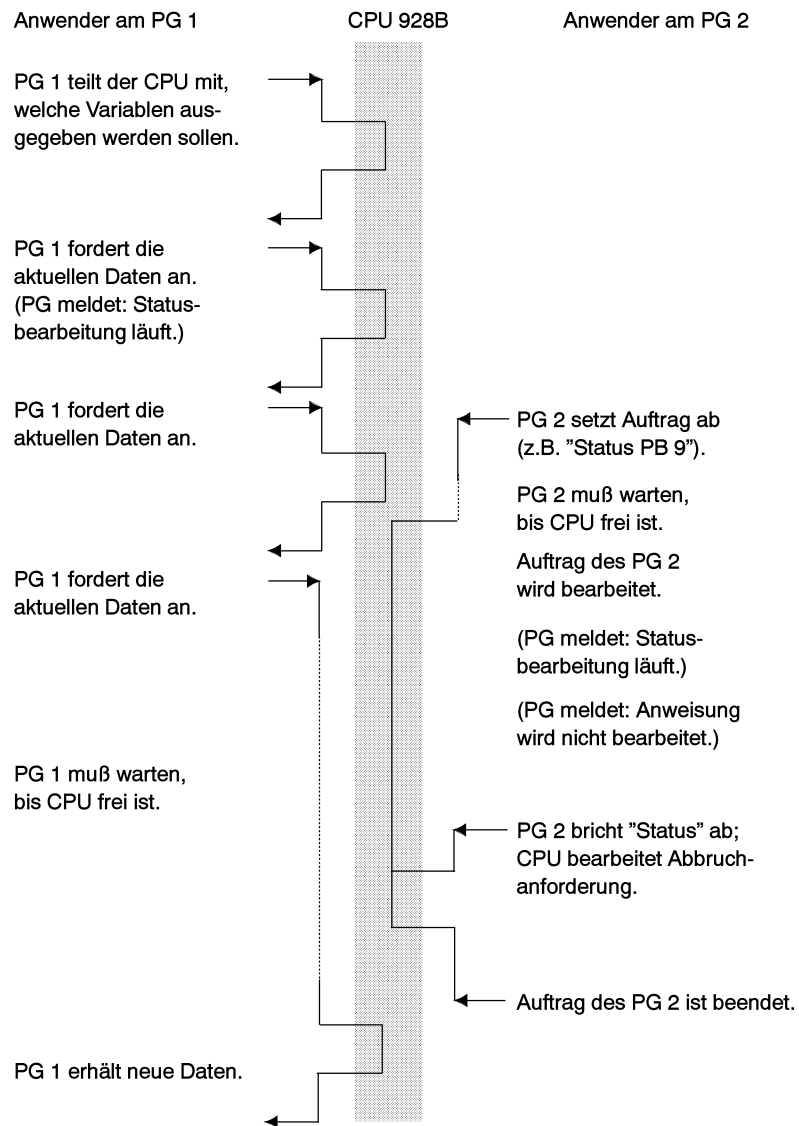 Anwender am PG 1
CPU 928B
Anwender am PG 2
PG 1 teilt der CPU mit,
welche Variablen aus-
gegeben werden sollen.
PG 1 fordert die
aktuellen Daten an.
(PG meldet: Status-
bearbeitung läuft.)
PG 1 fordert die
aktuellen Daten an.
PG 2 setzt Auftrag ab
(z.B. ”Status PB 9”).
PG 2 muß warten,
bis CPU frei ist.
Auftrag des PG 2
wird bearbeitet.
PG 1 fordert die
aktuellen Daten an.
(PG meldet: Status-
bearbeitung läuft.)
(PG meldet: Anweisung
wird nicht bearbeitet.)
PG 1 muß warten,
bis CPU frei ist.
PG 2 bricht ”Status” ab;
CPU bearbeitet Abbruch-
anforderung.
Auftrag des PG 2 ist beendet.
PG 1 erhält neue Daten.